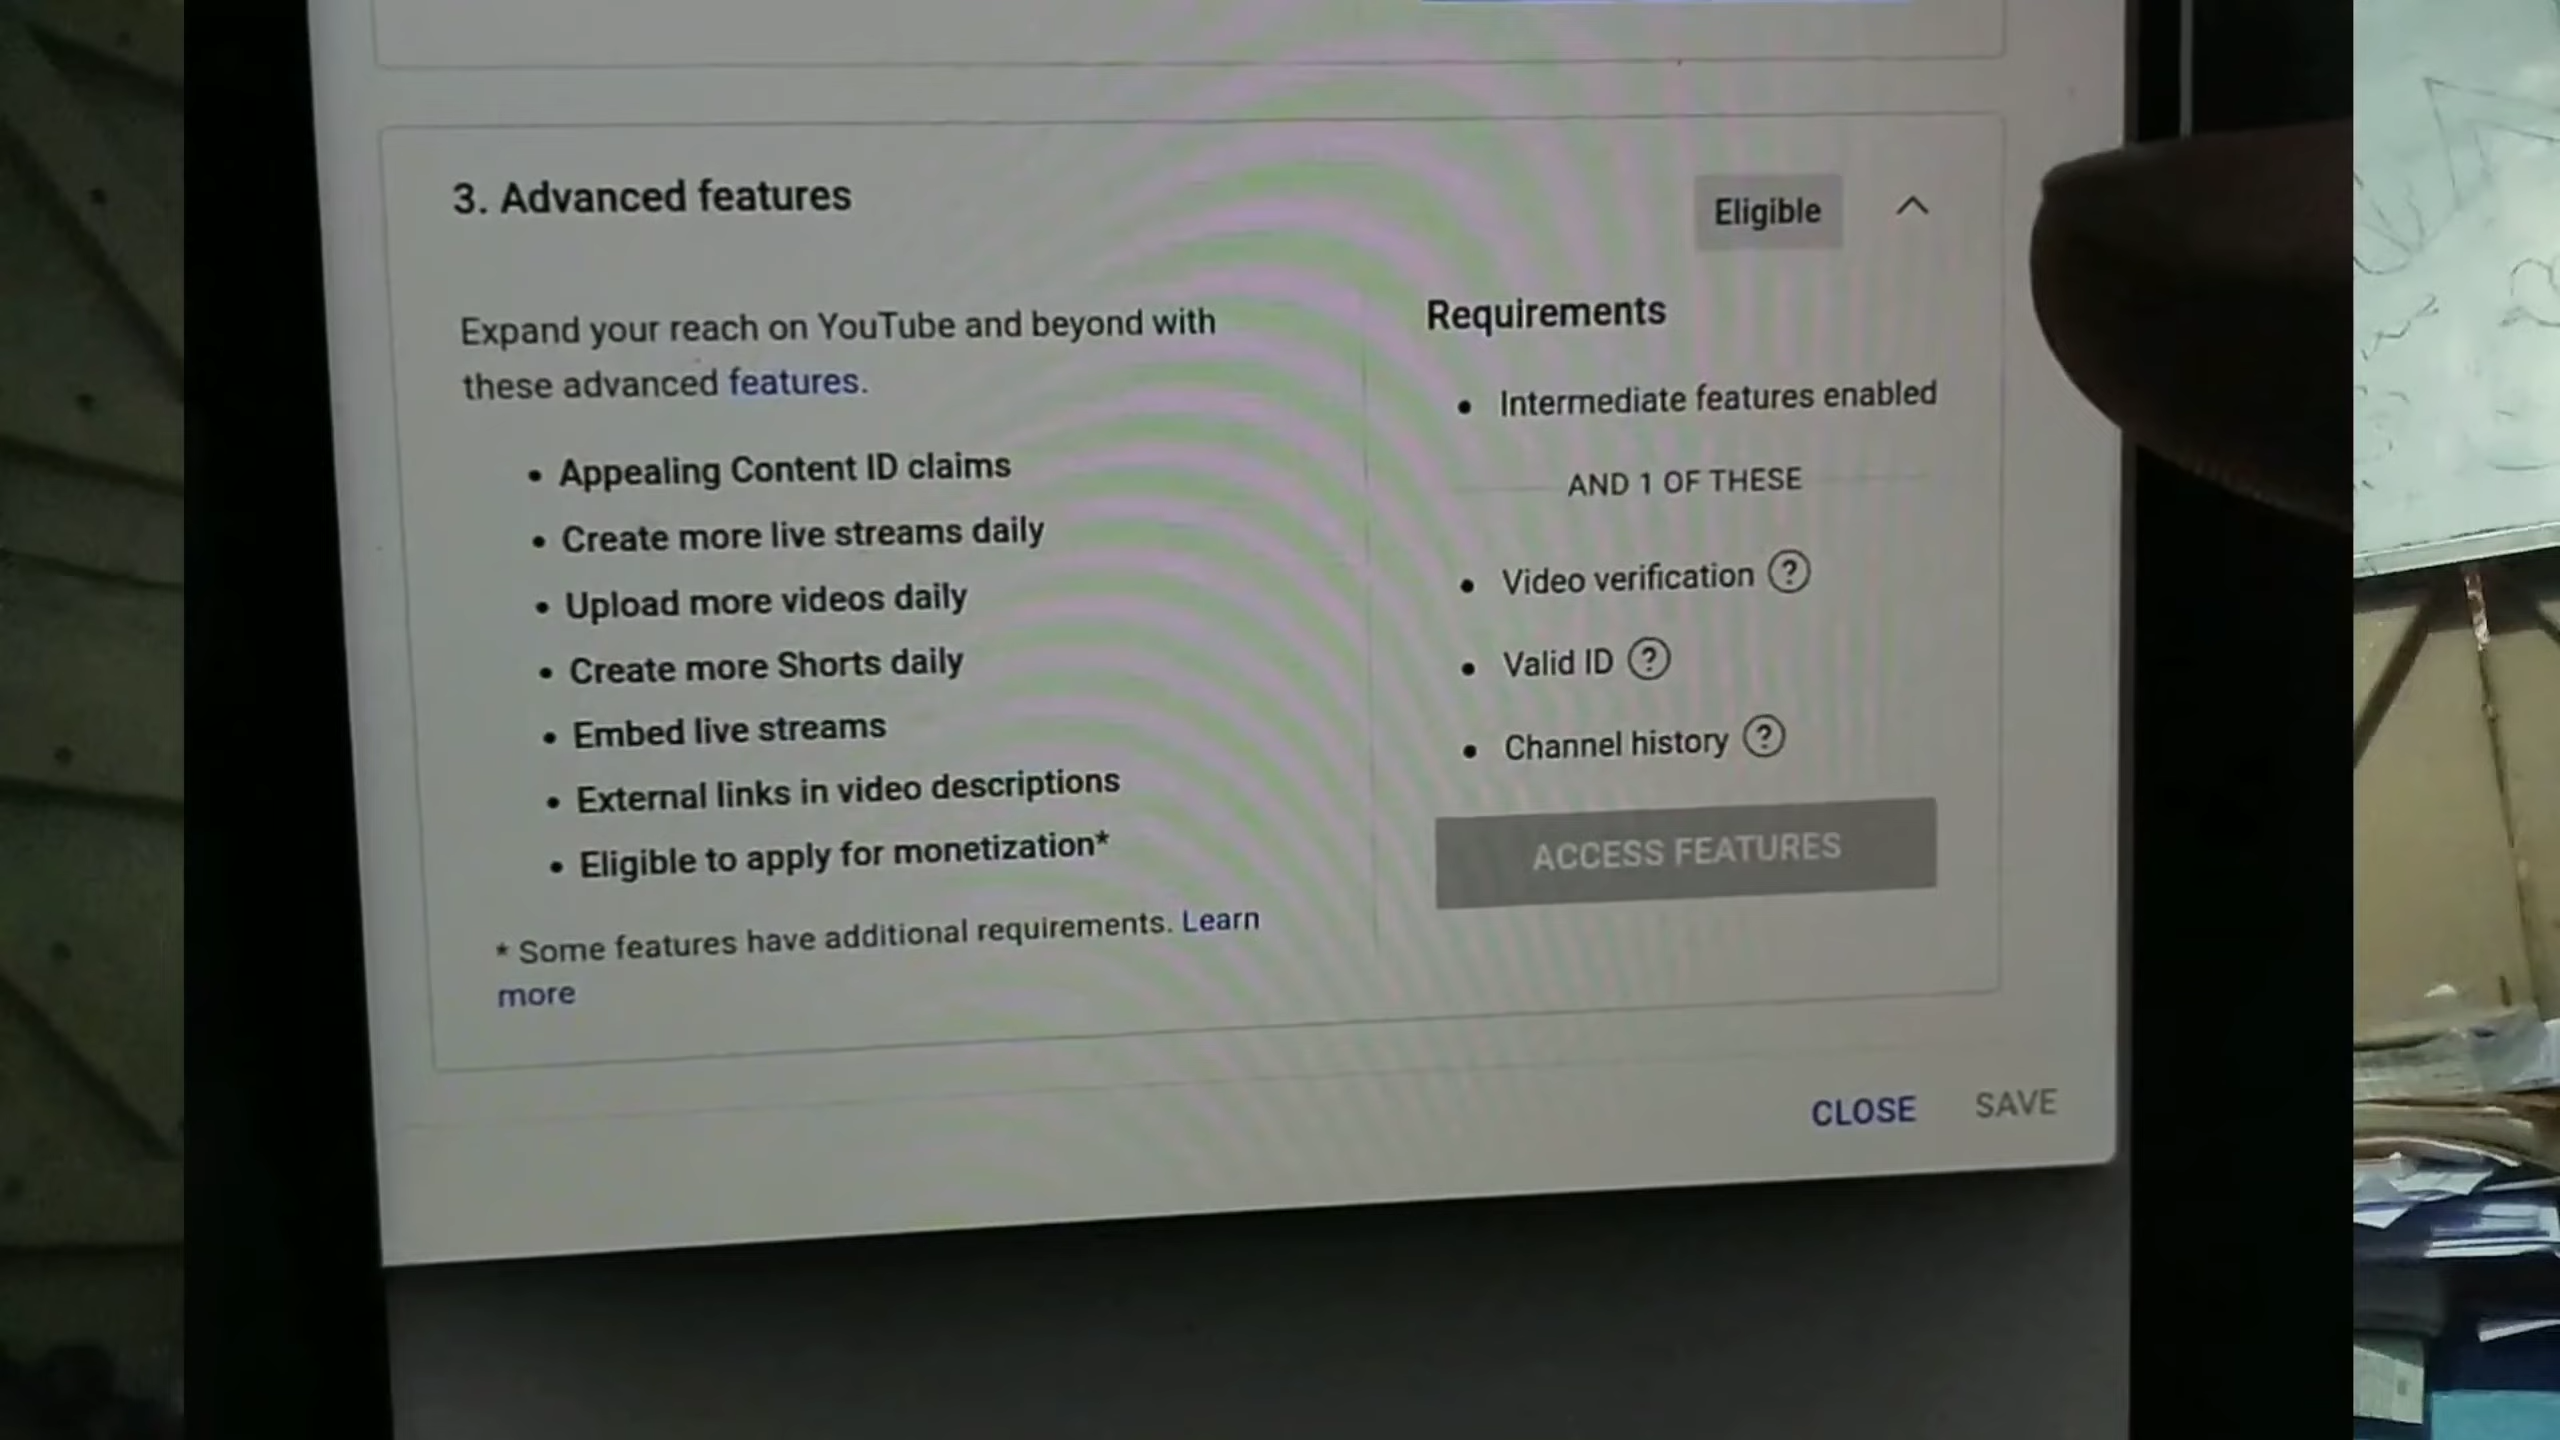 3. Advanced features
Eligible
Expand your reach on YouTube and beyond with
these advanced features.
• Appealing Content ID claims
• Create more live streams daily
• Upload more videos daily
• Create more Shorts daily
• Embed live streams
• External links in video descriptions
• Eligible to apply for monetization*
* Some features have additional requirements. Learn
more
Requirements
• Intermediate features enabled
AND 1 OF THESE
• Video verification ?
• Valid ID ?
• Channel history ?
ACCESS FEATURES
CLOSE SAVE